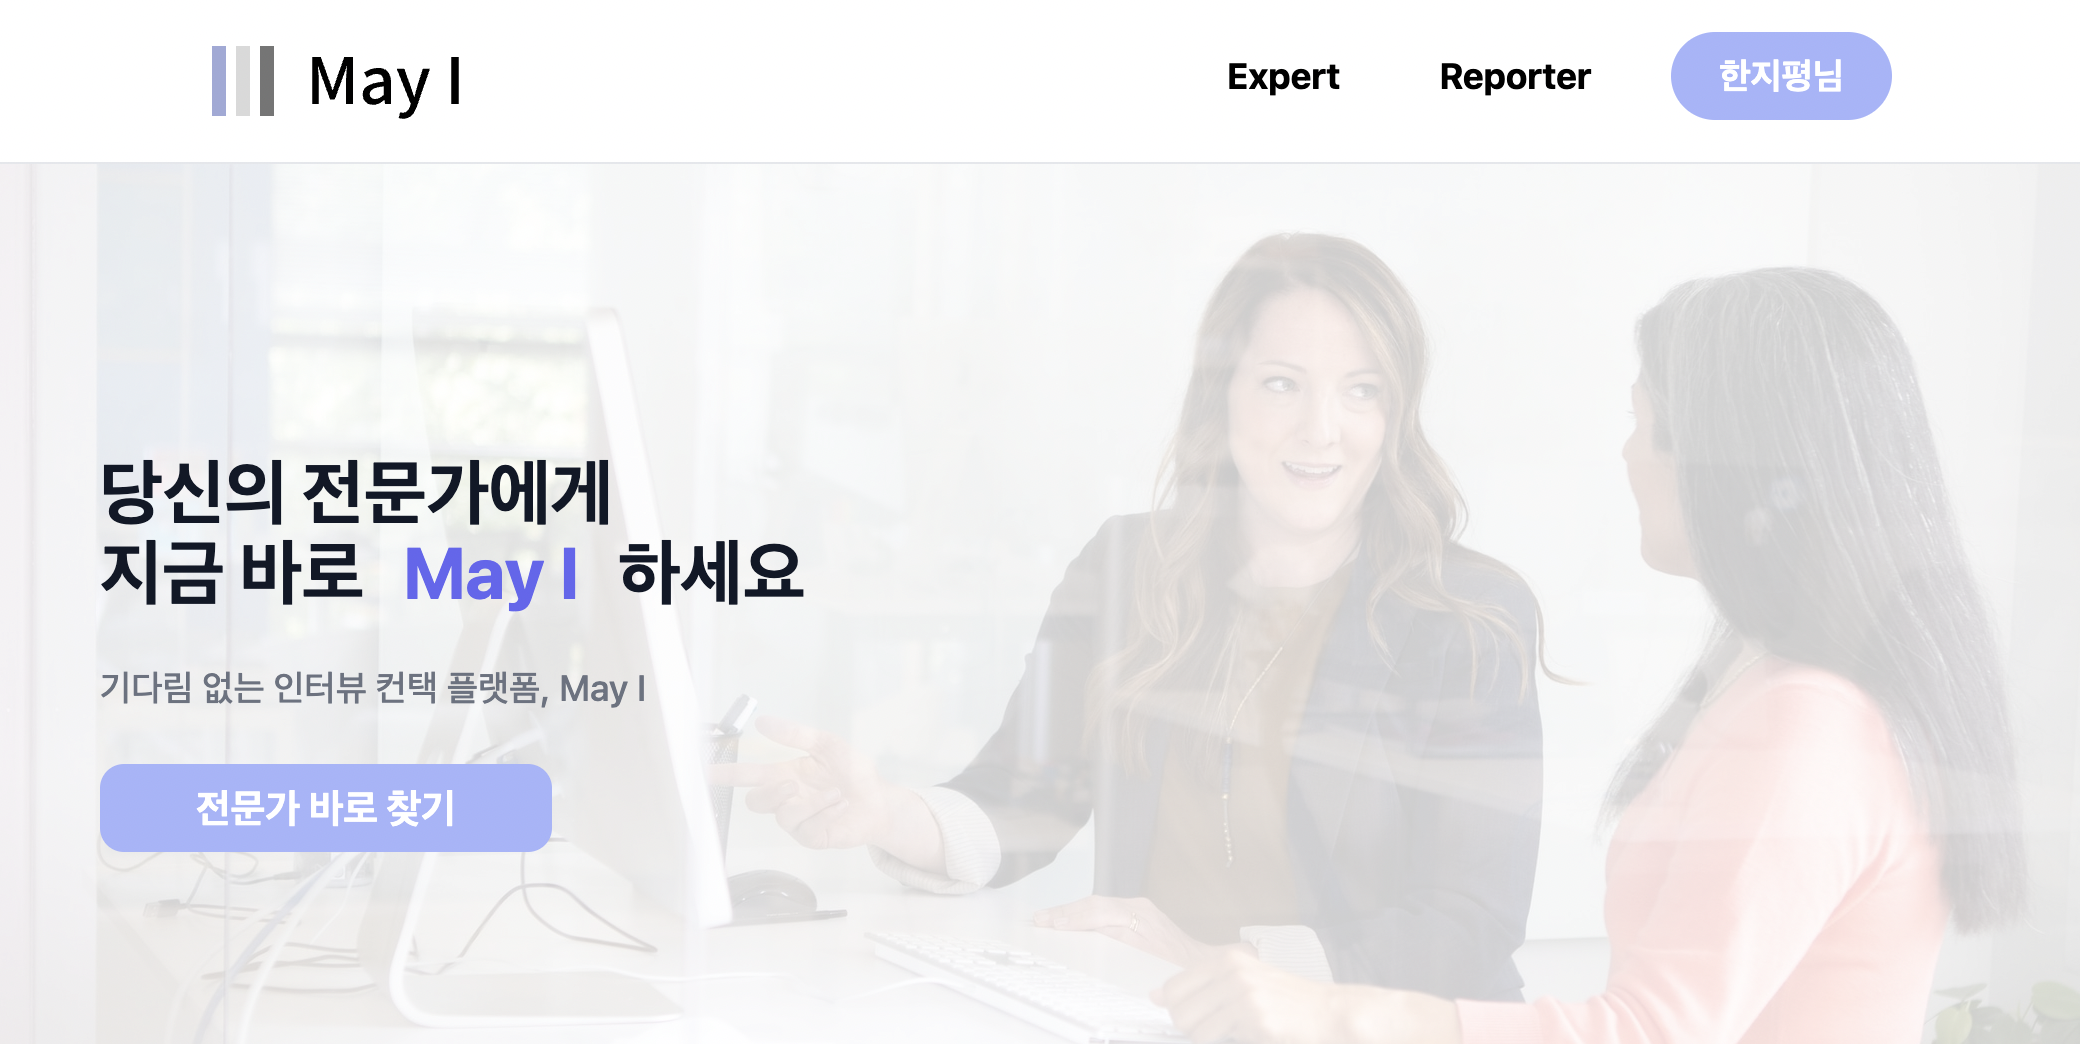 May I
Expert
Reporter
한지평님
당신의 전문가에게
지금 바로 May I 하세요
기다림 없는 인터뷰 컨택 플랫폼, May I
전문가 바로 찾기